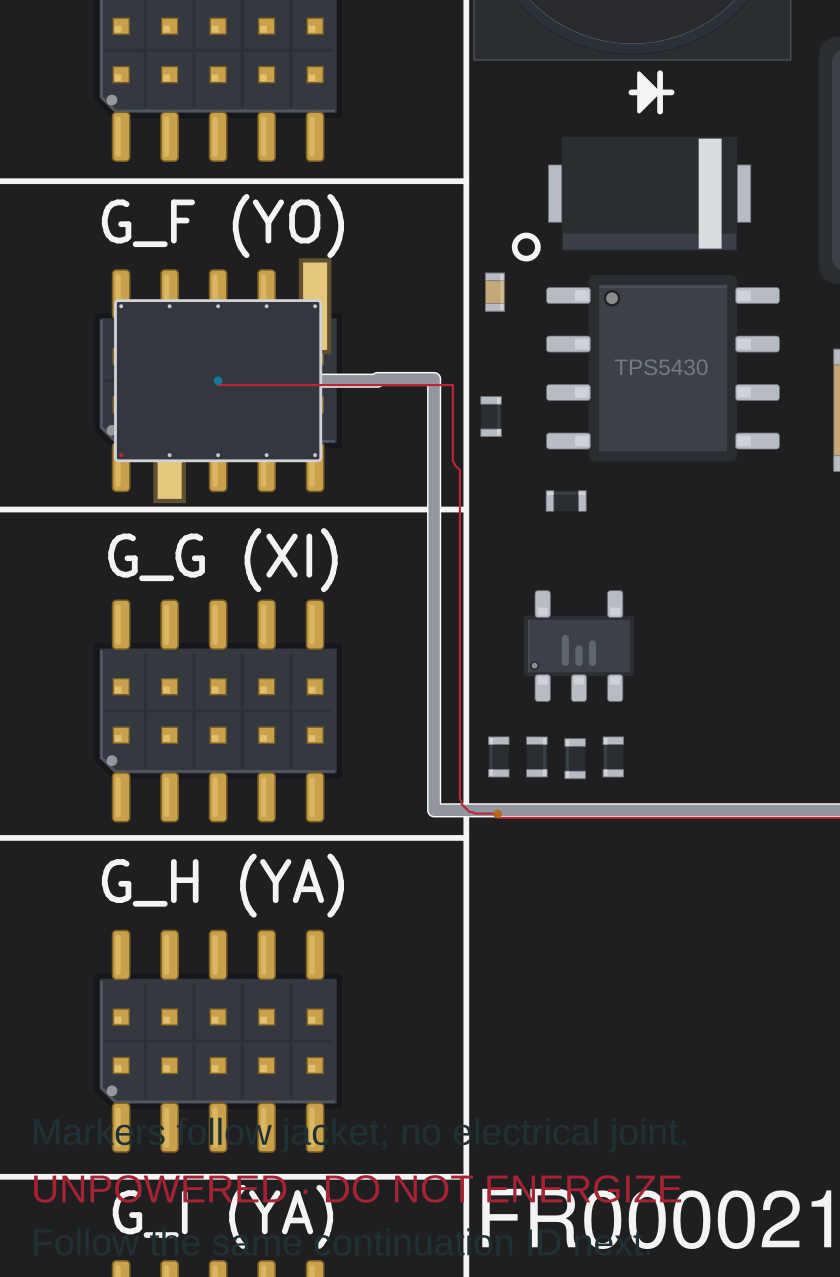 G_F (YO)
TPS5430
G_G (XI)
G_H (YA)
Markers follow jacket; no electrical joint.
UNPOWERED · DO NOT ENERGIZE
G_I (YA)
FR000021
Follow the same continuation ID next.